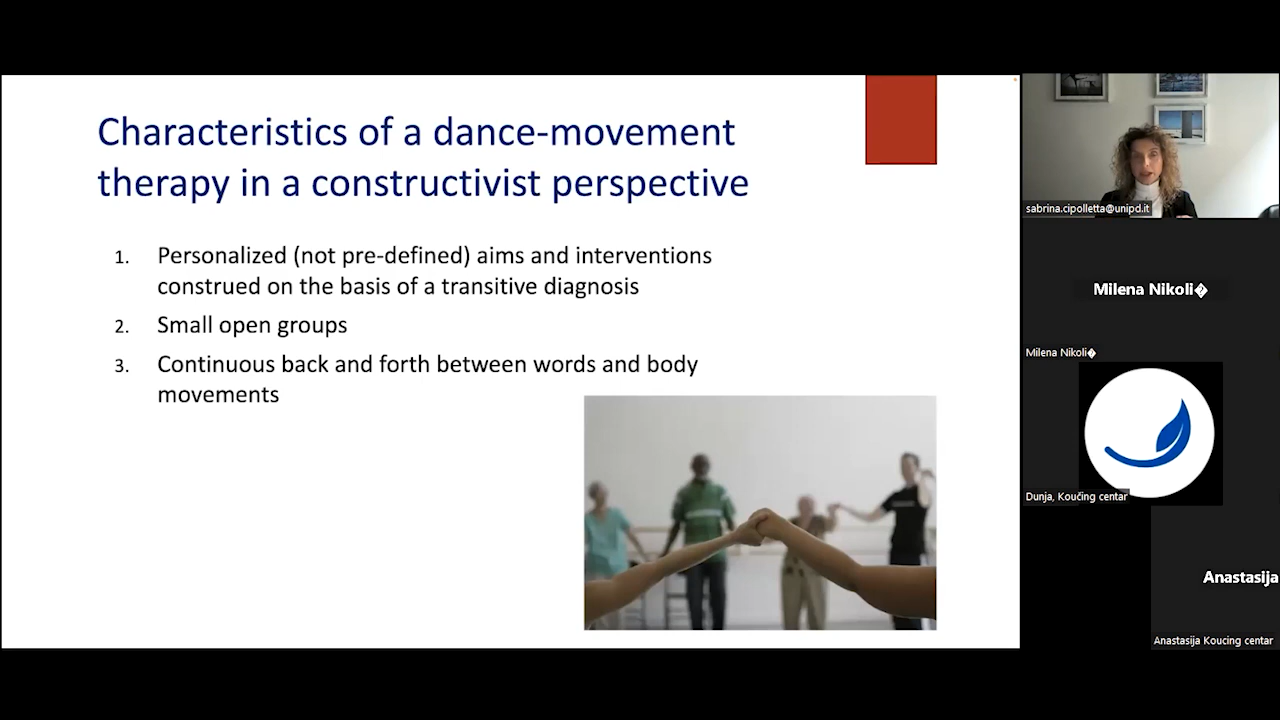 Characteristics of a dance-movement
therapy in a constructivist perspective
1. Personalized (not pre-defined) aims and interventions
construed on the basis of a transitive diagnosis
2. Small open groups
3. Continuous back and forth between words and body
movements
sabrina.cipolletta@unipd.it
Milena Nikoli�
Milena Nikoli�
Dunja, Koučing centar
Anastasija
Anastasija Koucing centar